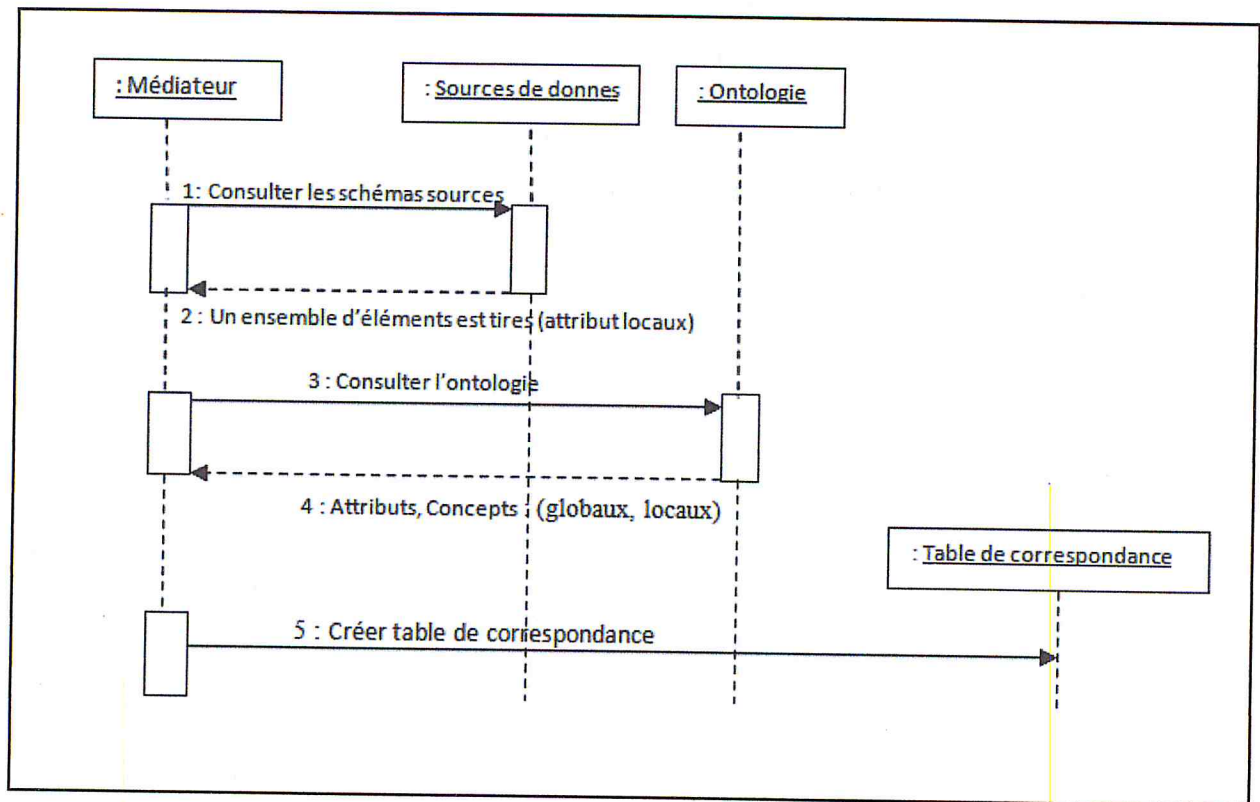 : Médiateur
: Sources de donnes
: Ontologie
1: Consulter les schémas sources
2 : Un ensemble d'éléments est tires (attribut locaux)
3 : Consulter l'ontologie
4 : Attributs, Concepts : (globaux, locaux)
: Table de correspondance
5 : Créer table de correspondance